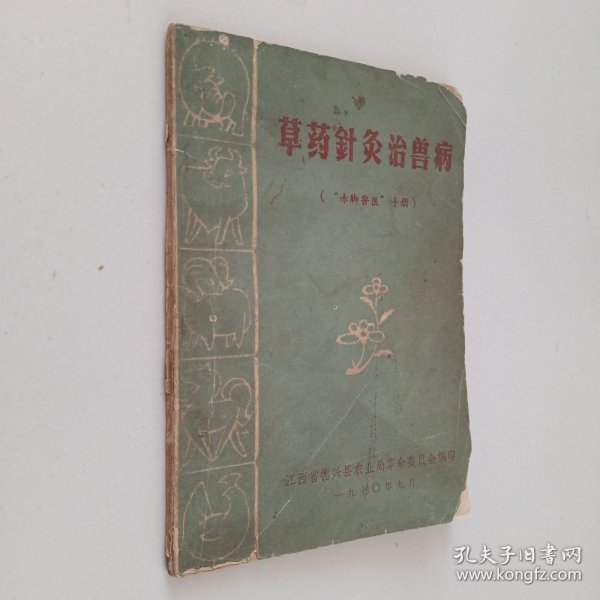 草药針灸治兽病
（“赤脚兽医”手册）
江西省德兴县农业局革命委员会编印
一九七〇年九月
孔夫子旧书网
www.kongfz.com